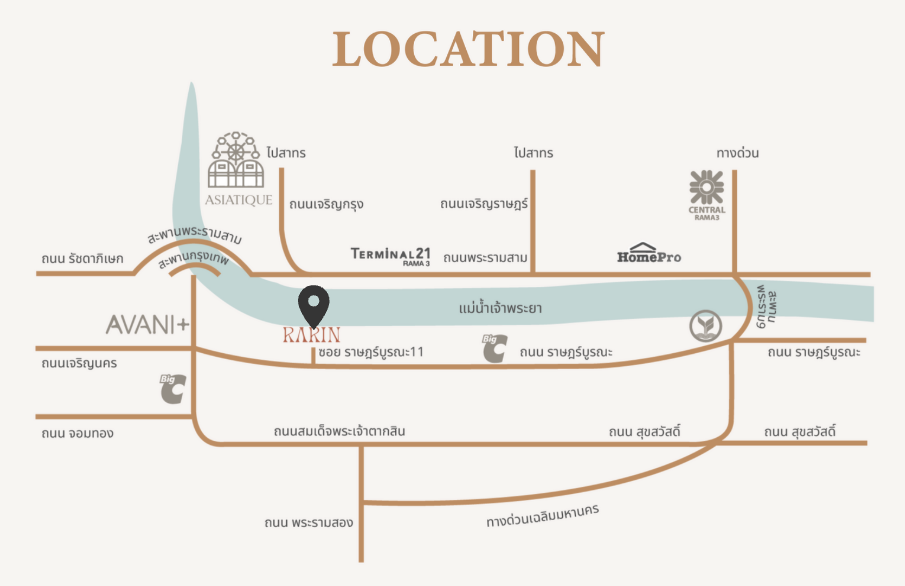 LOCATION
ไปสาทร
ไปสาทร
ทางด่วน
ASIATIQUE
ถนนเจริญกรุง
ถนนเจริญราษฎร์
CENTRAL
RAMA3
สะพานพระรามสาม
สะพานกรุงเทพ
ถนน รัชดาภิเษก
TERMINAL21
RAMA 3
ถนนพระรามสาม
HomePro
แม่น้ำเจ้าพระยา
สะพาน
พระราม9
AVANI+
RARIN
ซอย ราษฎร์บูรณะ11
Big C
ถนน ราษฎร์บูรณะ
ถนน ราษฎร์บูรณะ
ถนนเจริญนคร
Big C
ถนน จอมทอง
ถนนสมเด็จพระเจ้าตากสิน
ถนน สุขสวัสดิ์
ถนน สุขสวัสดิ์
ถนน พระรามสอง
ทางด่วนเฉลิมมหานคร